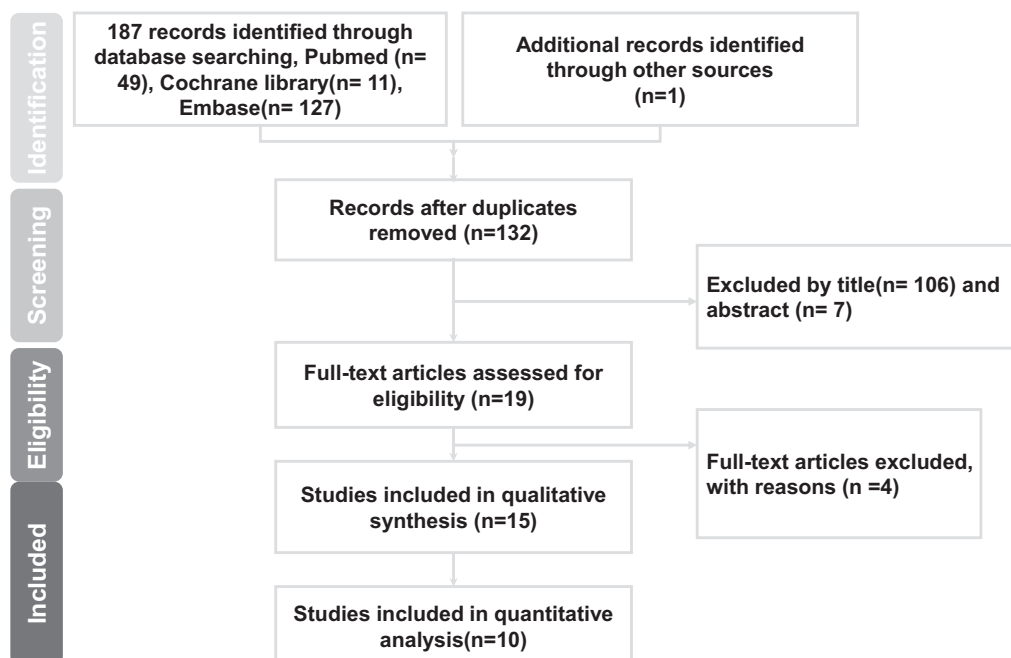 Identification
187 records identified through
database searching, Pubmed (n=
49), Cochrane library(n= 11),
Embase(n= 127)
Additional records identified
through other sources
(n=1)
Screening
Records after duplicates
removed (n=132)
Excluded by title(n= 106) and
abstract (n= 7)
Eligibility
Full-text articles assessed for
eligibility (n=19)
Full-text articles excluded,
with reasons (n =4)
Included
Studies included in qualitative
synthesis (n=15)
Studies included in quantitative
analysis(n=10)